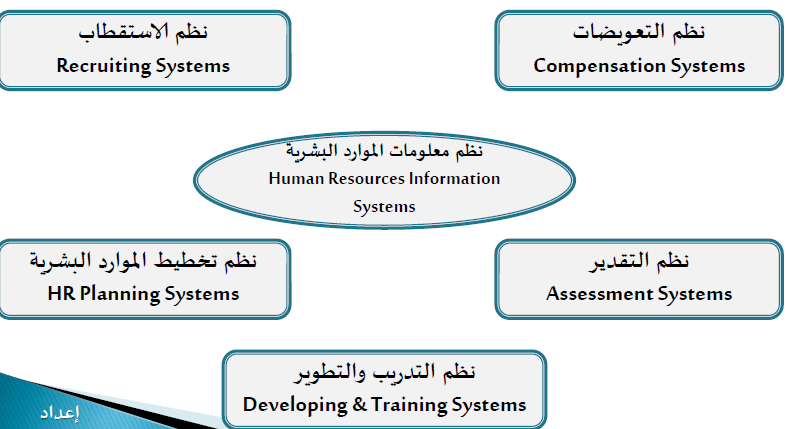 نظم الاستقطاب
Recruiting Systems
نظم التعويضات
Compensation Systems
نظم معلومات الموارد البشرية
Human Resources Information
Systems
نظم تخطيط الموارد البشرية
HR Planning Systems
نظم التقدير
Assessment Systems
نظم التدريب والتطوير
Developing & Training Systems
إعداد